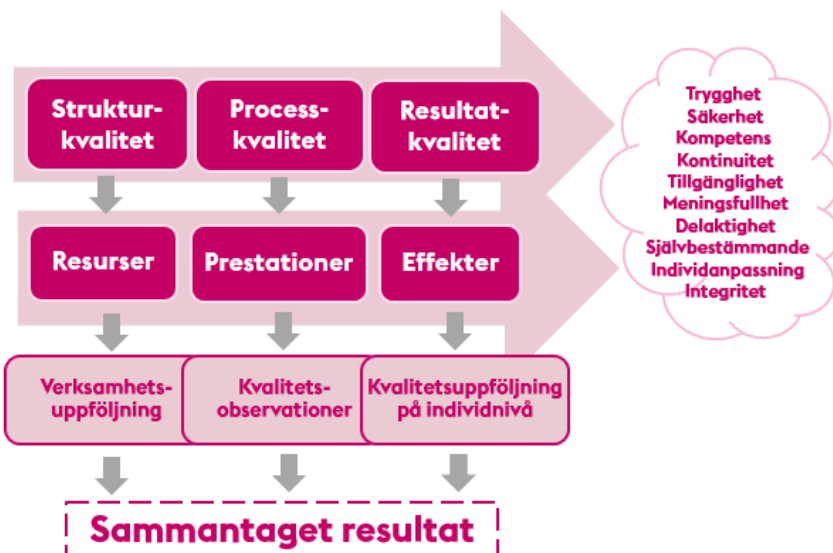 Struktur-
kvalitet
Process-
kvalitet
Resultat-
kvalitet
Trygghet
Säkerhet
Kompetens
Kontinuitet
Tillgänglighet
Meningsfullhet
Delaktighet
Självbestämmande
Individanpassning
Integritet
Resurser
Prestationer
Effekter
Verksamhets-
uppföljning
Kvalitets-
observationer
Kvalitetsuppföljning
på individnivå
Sammantaget resultat